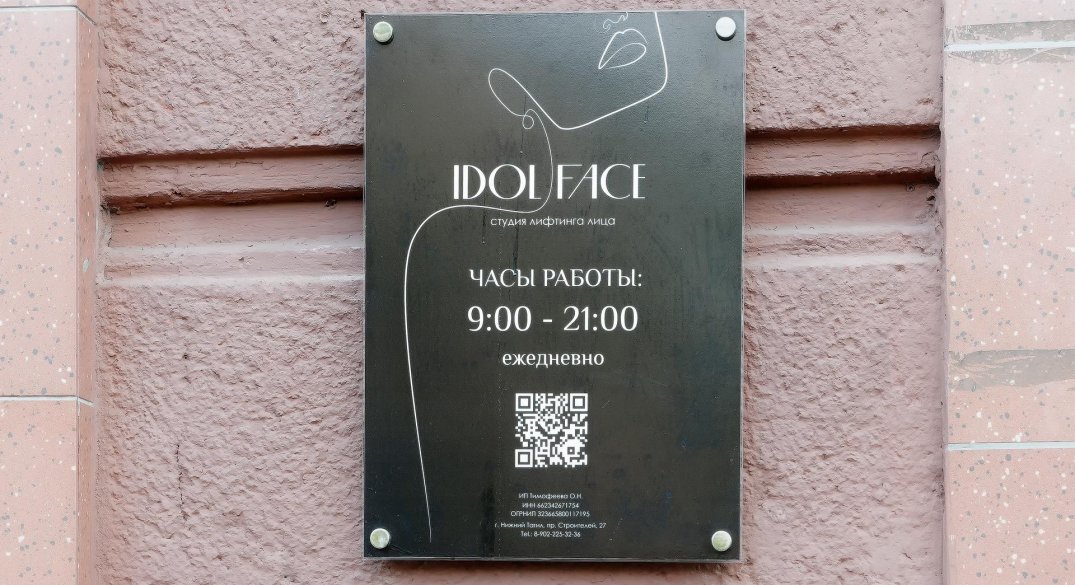 IDOL FACE
студия лифтинга лица
ЧАСЫ РАБОТЫ:
9:00 - 21:00
ежедневно
ИП Тимофеева О.Н.
ИНН 662342671754
ОГРНИП 323665800117195
г. Нижний Тагил, пр. Строителей, 27
Tel.: 8-902-225-32-36